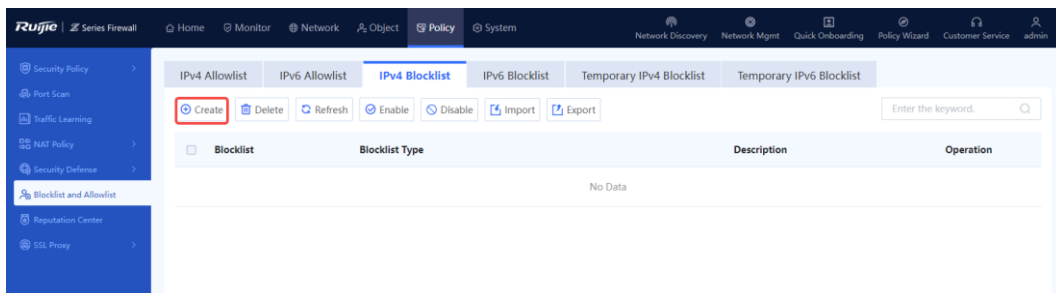 Ruijie | Z Series Firewall Home Monitor Network Object Policy System Network Discovery Network Mgmt Quick Onboarding Policy Wizard Customer Service admin
Security Policy
Port Scan
Traffic Learning
NAT Policy
Security Defense
Blocklist and Allowlist
Reputation Center
SSL Proxy
IPv4 Allowlist IPv6 Allowlist IPv4 Blocklist IPv6 Blocklist Temporary IPv4 Blocklist Temporary IPv6 Blocklist
Create Delete Refresh Enable Disable Import Export Enter the keyword.
Blocklist Blocklist Type Description Operation
No Data